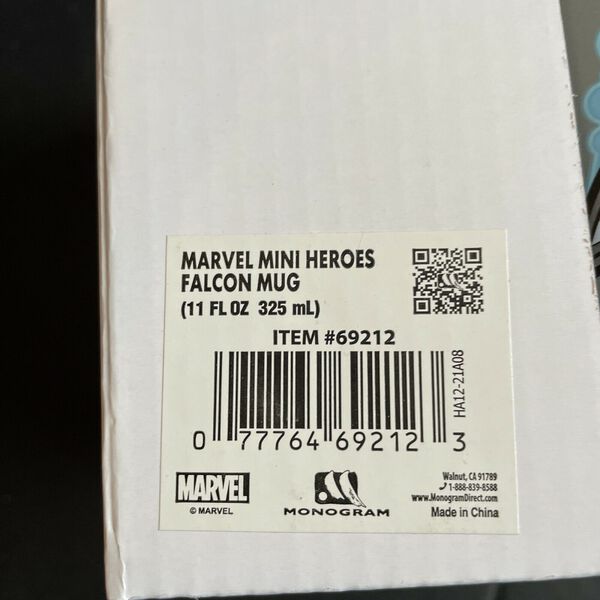 MARVEL MINI HEROES
FALCON MUG
(11 FL OZ 325 mL)
ITEM #69212
HA12-21A08
0 77764 69212 3
MARVEL
© MARVEL
MONOGRAM
Walnut, CA 91789
1-888-839-8588
www.MonogramDirect.com
Made in China